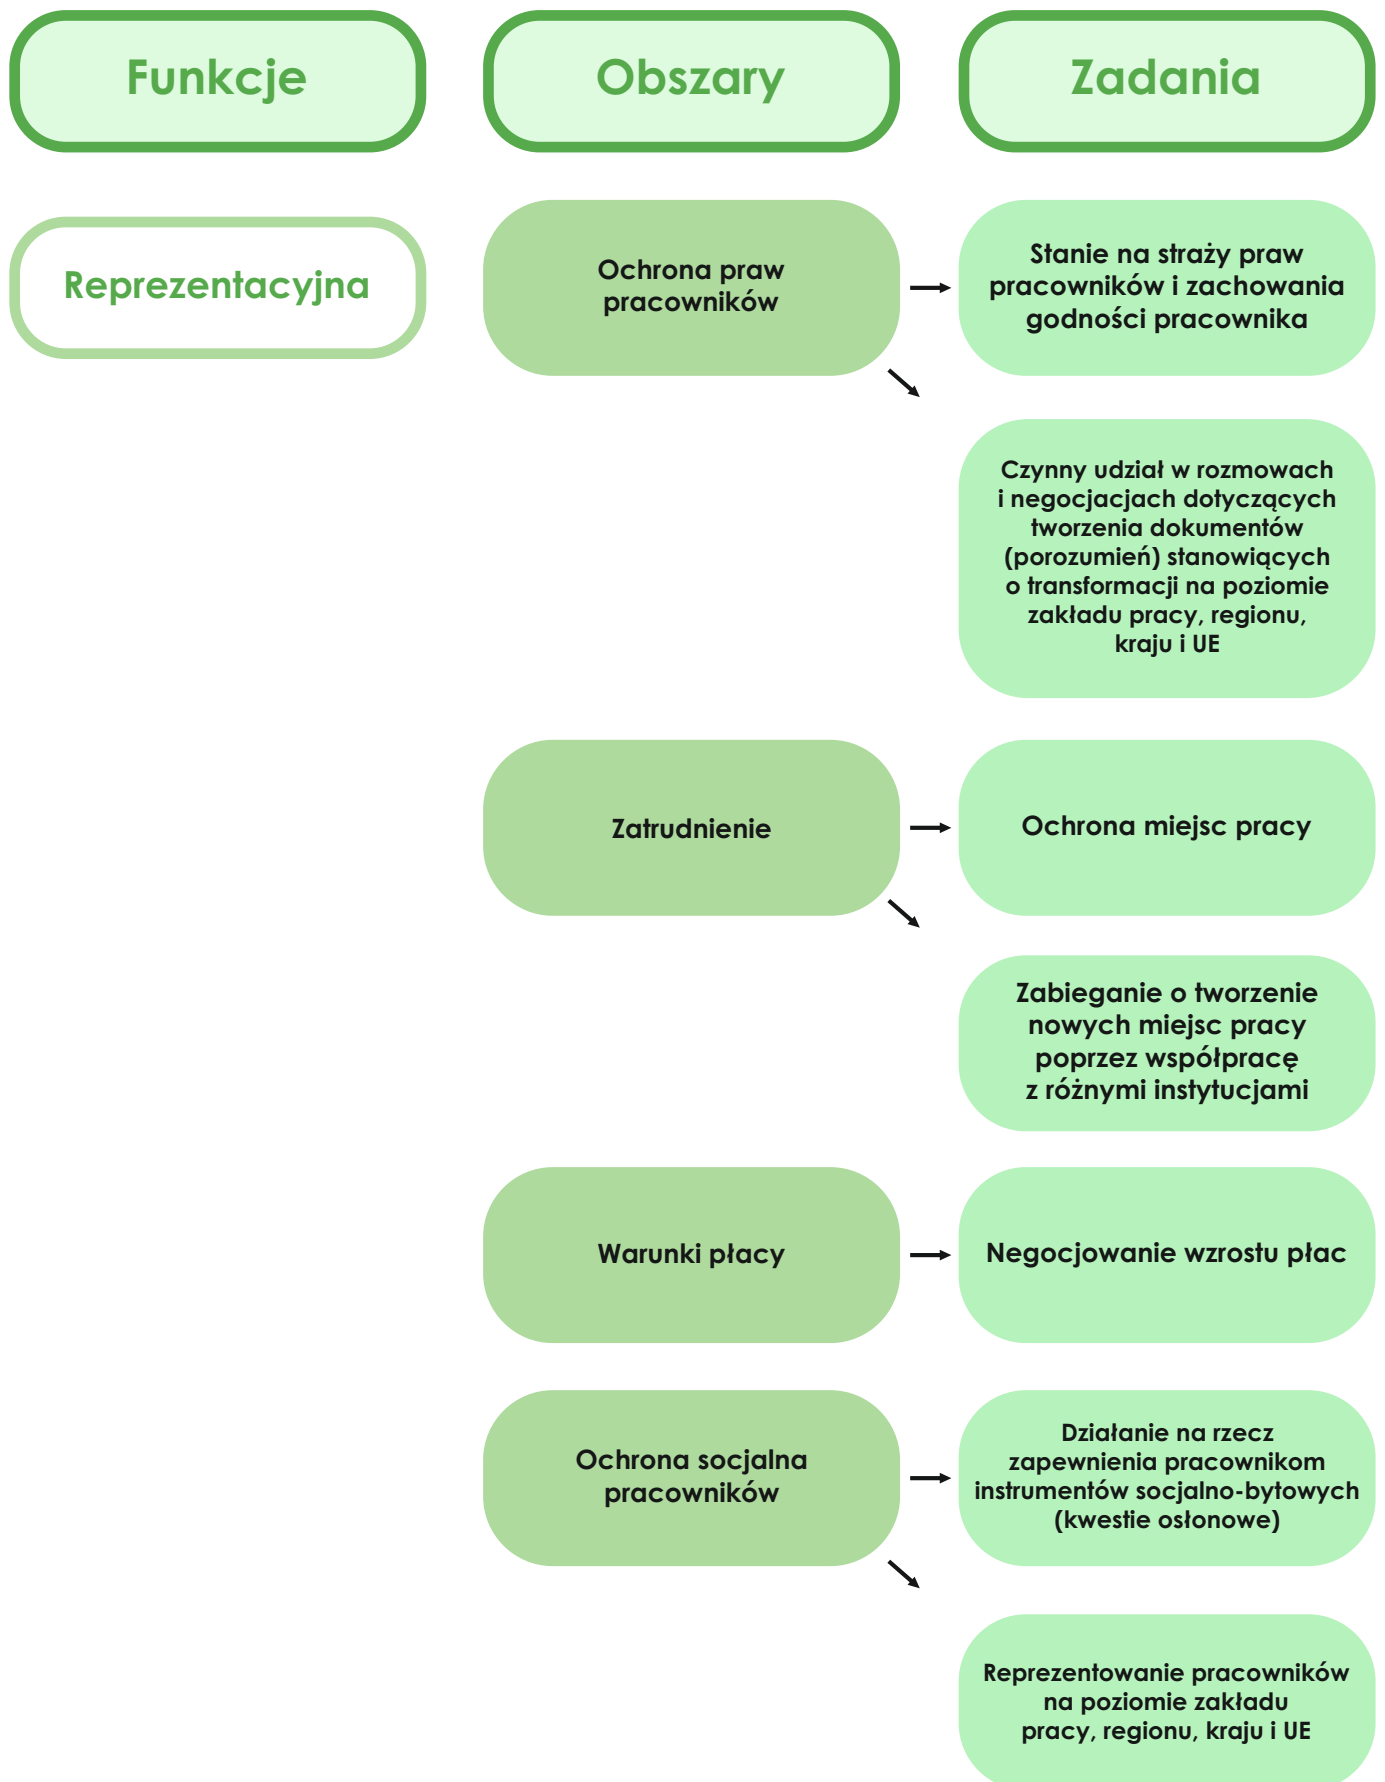 Funkcje
Obszary
Zadania
Reprezentacyjna
Ochrona praw
pracowników
Stanie na straży praw
pracowników i zachowania
godności pracownika
Czynny udział w rozmowach
i negocjacjach dotyczących
tworzenia dokumentów
(porozumień) stanowiących
o transformacji na poziomie
zakładu pracy, regionu,
kraju i UE
Zatrudnienie
Ochrona miejsc pracy
Zabieganie o tworzenie
nowych miejsc pracy
poprzez współpracę
z różnymi instytucjami
Warunki płacy
Negocjowanie wzrostu płac
Ochrona socjalna
pracowników
Działanie na rzecz
zapewnienia pracownikom
instrumentów socjalno-bytowych
(kwestie osłonowe)
Reprezentowanie pracowników
na poziomie zakładu
pracy, regionu, kraju i UE